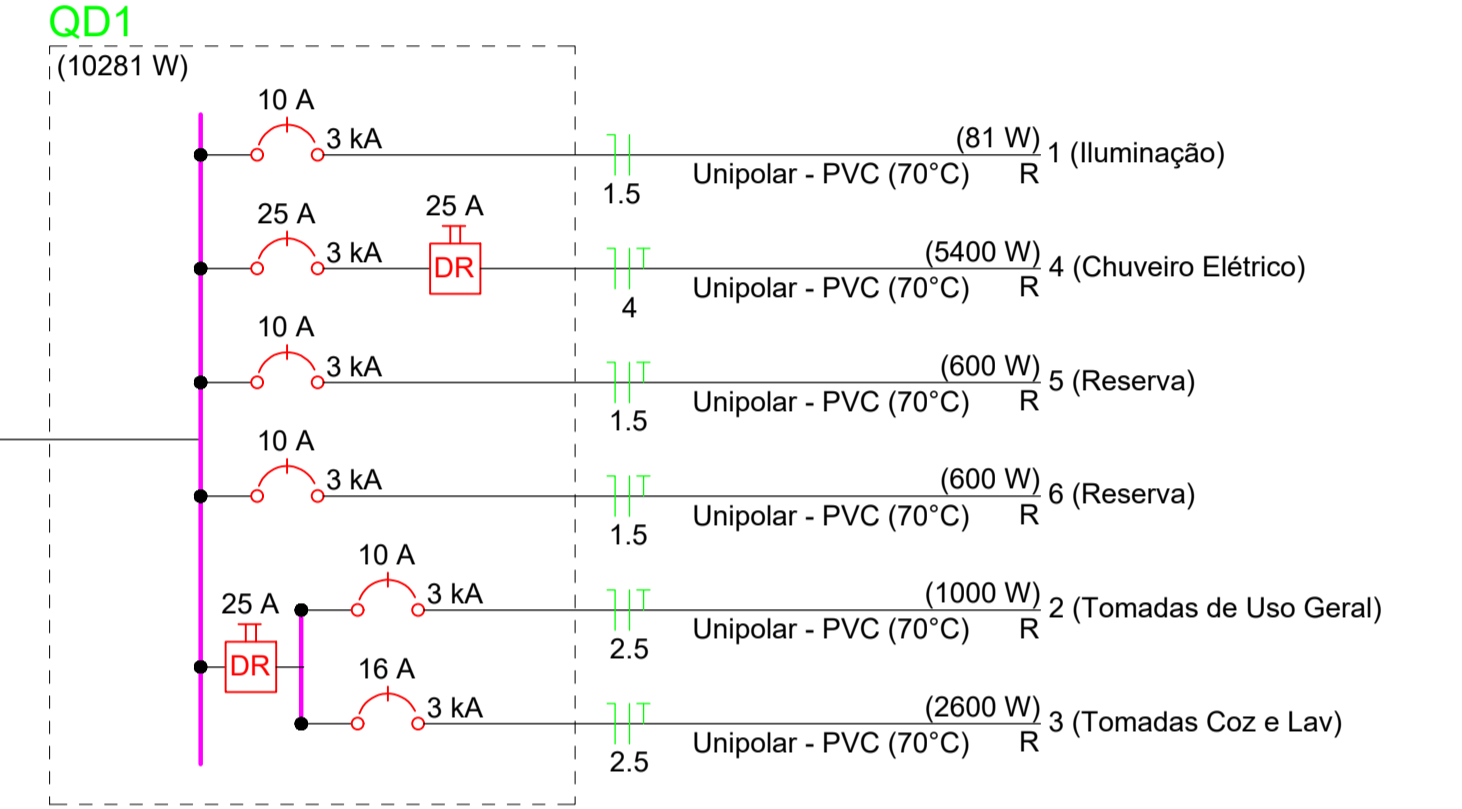 QD1
(10281 W)
10 A
3 kA
1.5
(81 W)
Unipolar - PVC (70°C) R
1 (Iluminação)
25 A
3 kA
25 A
DR
4
(5400 W)
Unipolar - PVC (70°C) R
4 (Chuveiro Elétrico)
10 A
3 kA
1.5
(600 W)
Unipolar - PVC (70°C) R
5 (Reserva)
10 A
3 kA
1.5
(600 W)
Unipolar - PVC (70°C) R
6 (Reserva)
25 A
DR
10 A
3 kA
2.5
(1000 W)
Unipolar - PVC (70°C) R
2 (Tomadas de Uso Geral)
16 A
3 kA
2.5
(2600 W)
Unipolar - PVC (70°C) R
3 (Tomadas Coz e Lav)